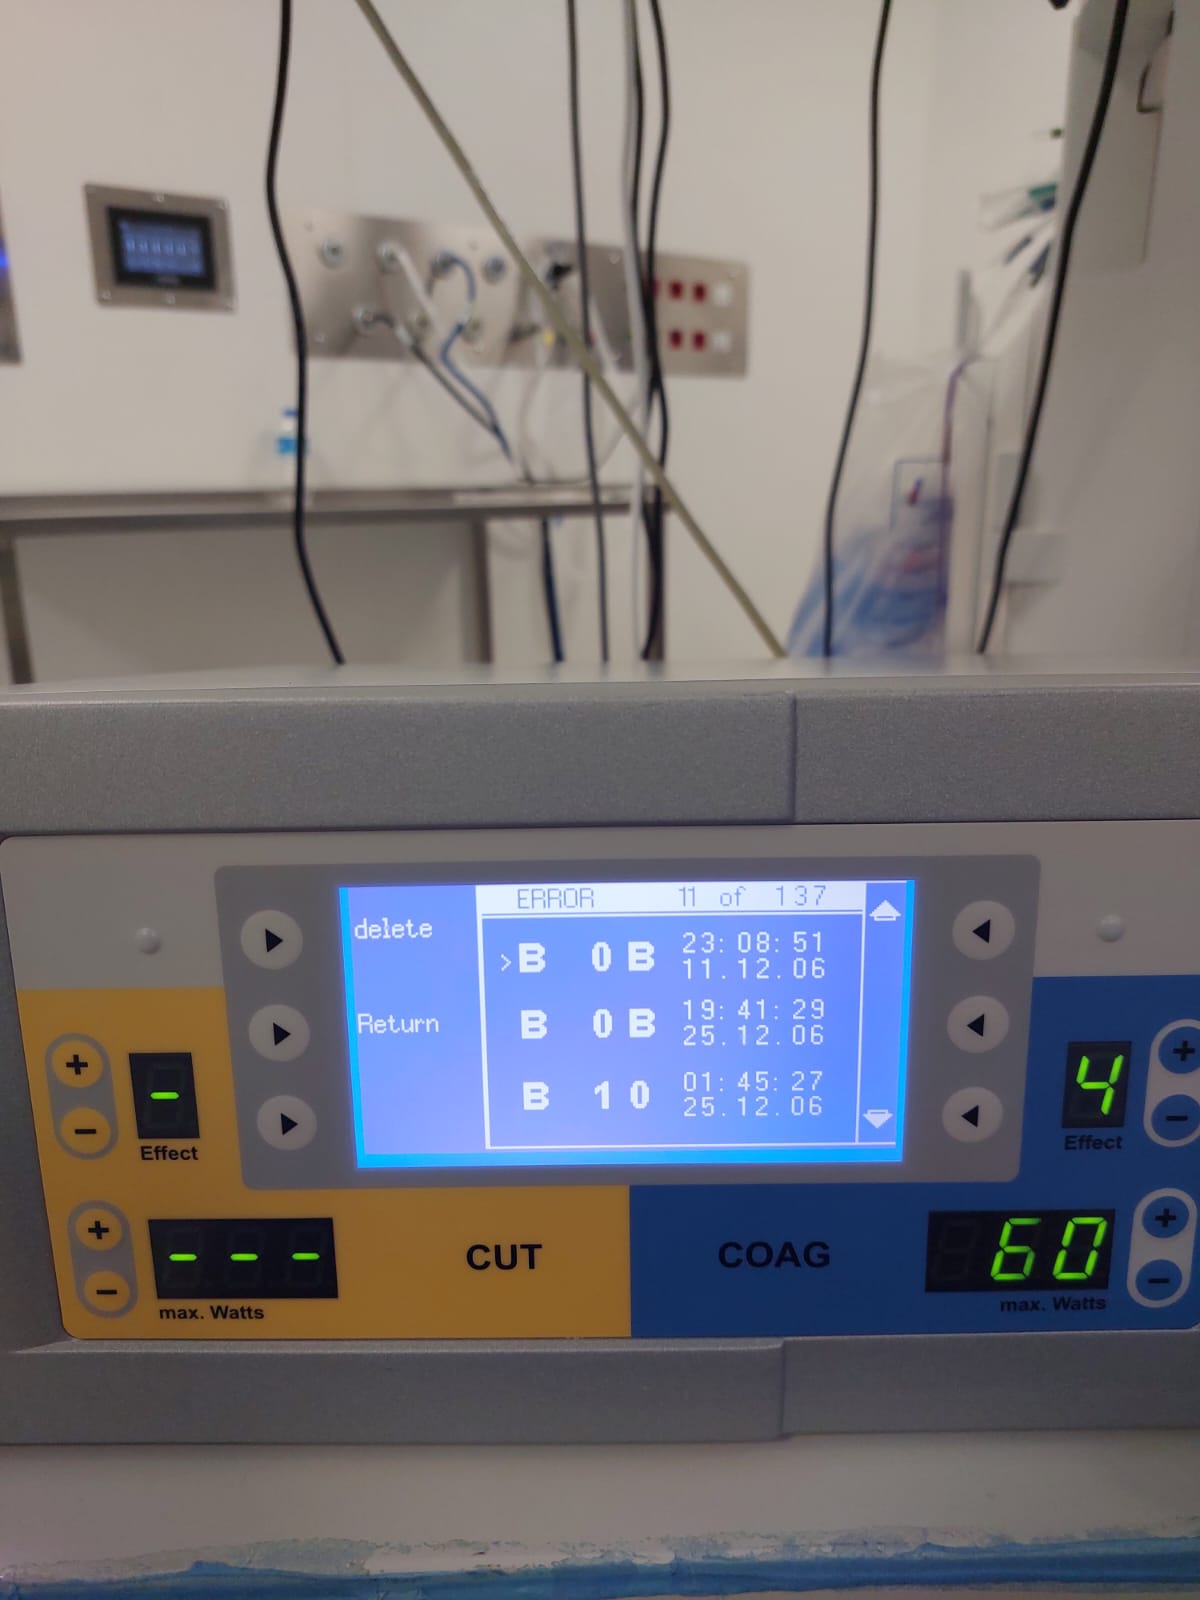 ERROR 11 of 137
delete
>B 0B 23:08:51
11.12.06
Return
B 0B 19:41:29
25.12.06
B 10 01:45:27
25.12.06
+
-
−
Effect
4
+
−
Effect
+
- - -
−
max. Watts
CUT
COAG
60
+
−
max. Watts